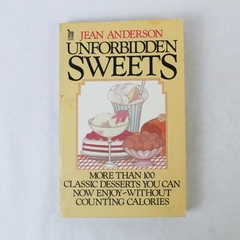 JEAN ANDERSON
UNFORBIDDEN
SWEETS
MORE THAN 100
CLASSIC DESSERTS YOU CAN
NOW ENJOY–WITHOUT
COUNTING CALORIES